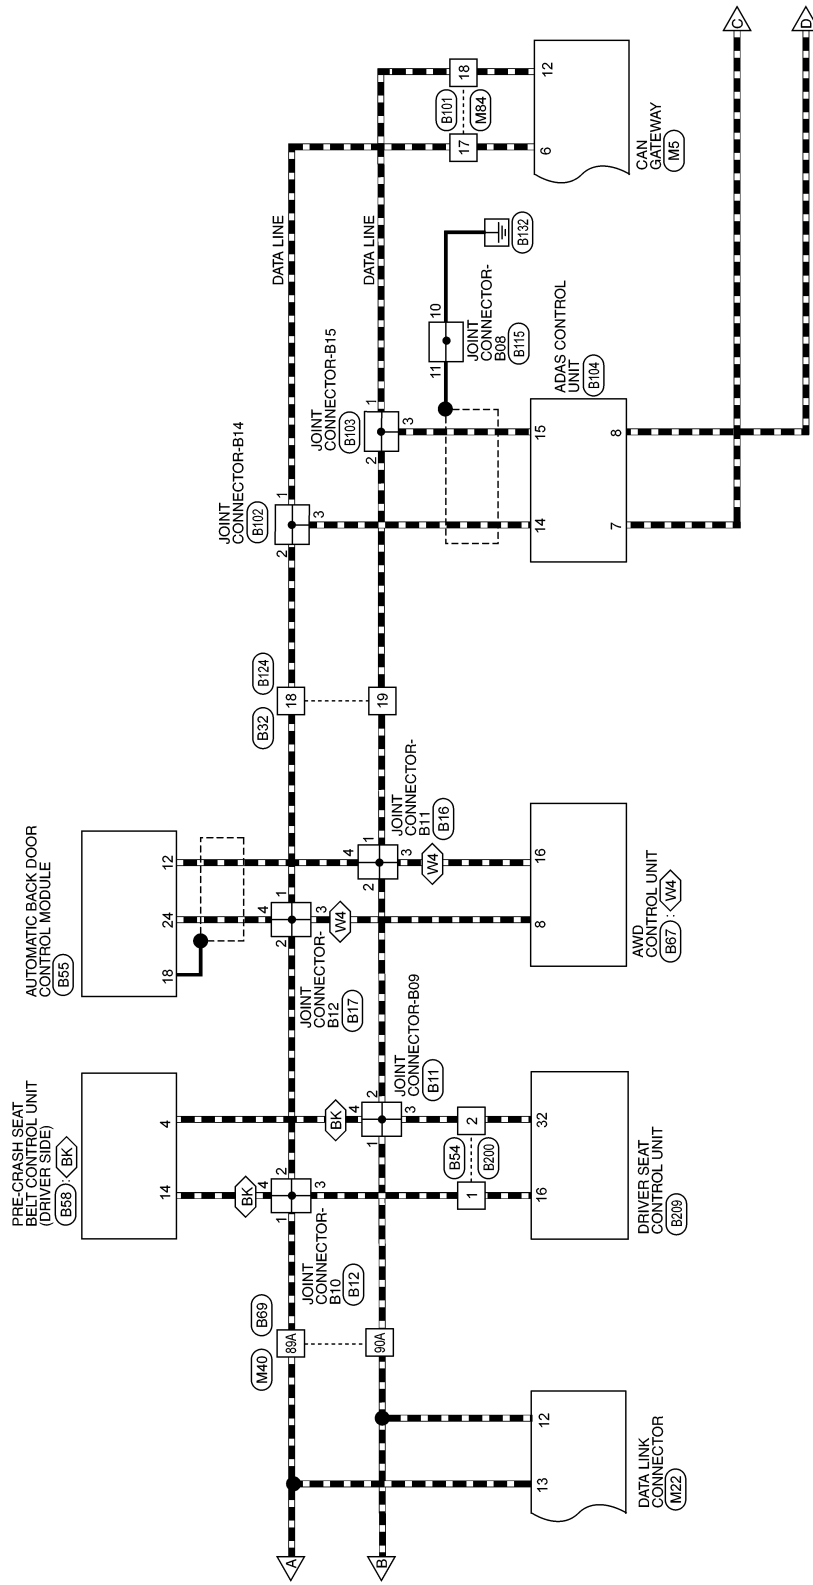 A
B
DATA LINK
CONNECTOR
M22
13
12
M40
B69
89A
90A
PRE-CRASH SEAT
BELT CONTROL UNIT
(DRIVER SIDE)
B58 : BK
14
4
BK
BK
1
4
2
3
JOINT
CONNECTOR-
B10
B12
1
4
2
3
JOINT
CONNECTOR-B09
B11
1
2
B54
B200
16
32
DRIVER SEAT
CONTROL UNIT
B209
AUTOMATIC BACK DOOR
CONTROL MODULE
B55
18
24
12
2
4
1
3
W4
JOINT
CONNECTOR-
B12
B17
2
4
1
3
W4
JOINT
CONNECTOR-
B11
B16
8
16
AWD
CONTROL UNIT
B67 : W4
B32
B124
18
19
JOINT
CONNECTOR-B14
B102
2
1
3
JOINT
CONNECTOR-B15
B103
2
1
3
11
10
JOINT
CONNECTOR-
B08
B115
B132
14
15
7
8
ADAS CONTROL
UNIT
B104
DATA LINE
DATA LINE
17
18
B101
M84
6
12
CAN
GATEWAY
M5
C
D